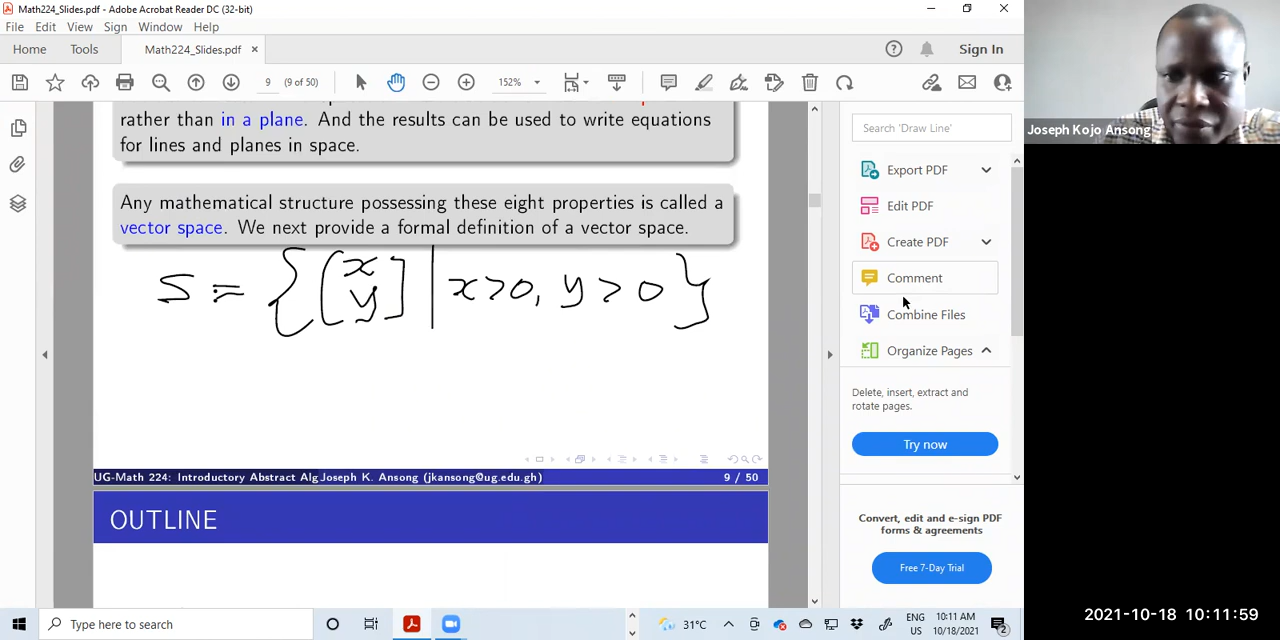 Math224_Slides.pdf - Adobe Acrobat Reader DC (32-bit)
File Edit View Sign Window Help
Home Tools Math224_Slides.pdf × Sign In
9 (9 of 50) 152%
rather than in a plane. And the results can be used to write equations
for lines and planes in space.
Any mathematical structure possessing these eight properties is called a
vector space. We next provide a formal definition of a vector space.
S := { [ x y ] | x > 0, y > 0 }
UG-Math 224: Introductory Abstract Alg Joseph K. Ansong (jkansong@ug.edu.gh) 9 / 50
OUTLINE
Search 'Draw Line'
Export PDF
Edit PDF
Create PDF
Comment
Combine Files
Organize Pages
Delete, insert, extract and
rotate pages.
Try now
Convert, edit and e-sign PDF
forms & agreements
Free 7-Day Trial
Joseph Kojo Ansong
Type here to search
31°C
ENG
US
10:11 AM
10/18/2021
2
2021-10-18 10:11:59